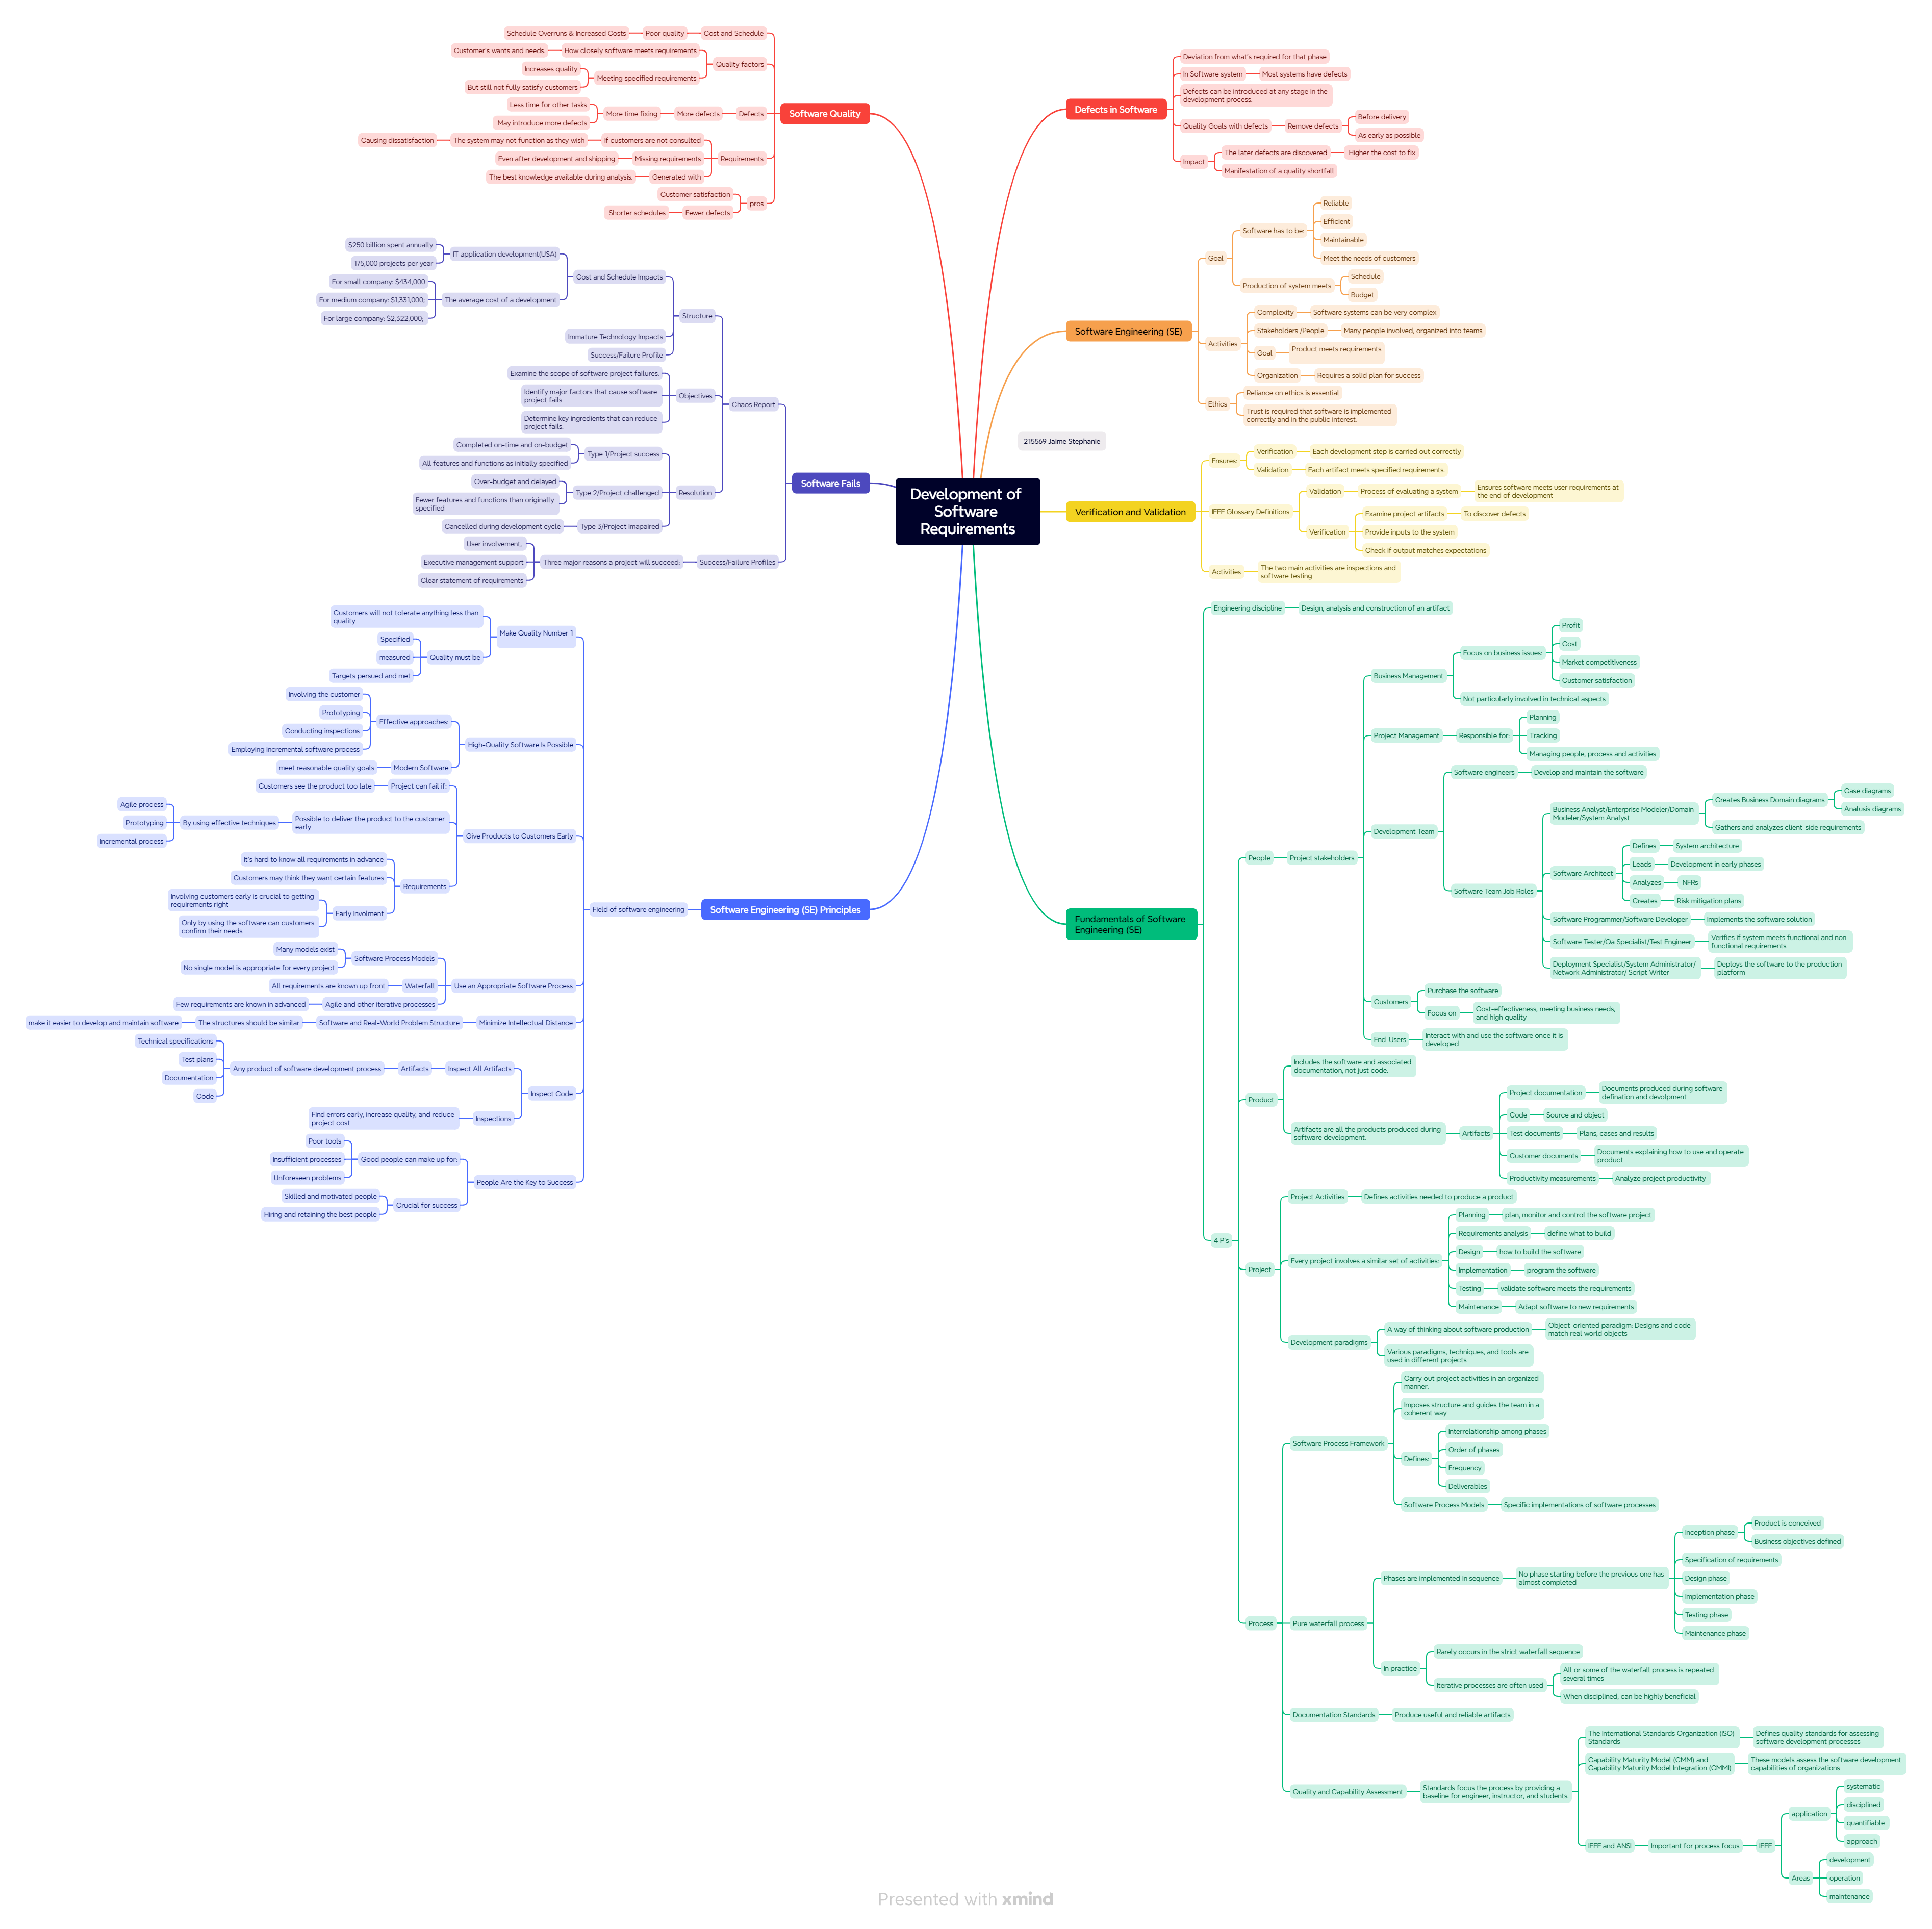 Development of
Software
Requirements
215569 Jaime Stephanie
Defects in Software
Deviation from what's required for that phase
In Software system
Most systems have defects
Defects can be introduced at any stage in the
development process.
Quality Goals with defects
Remove defects
Before delivery
As early as possible
Impact
The later defects are discovered
Higher the cost to fix
Manifestation of a quality shortfall
Software Engineering (SE)
Goal
Software has to be:
Reliable
Efficient
Maintainable
Meet the needs of customers
Production of system meets
Schedule
Budget
Activities
Complexity
Software systems can be very complex
Stakeholders /People
Many people involved, organized into teams
Goal
Product meets requirements
Organization
Requires a solid plan for success
Ethics
Reliance on ethics is essential
Trust is required that software is implemented
correctly and in the public interest.
Verification and Validation
Ensures:
Verification
Each development step is carried out correctly
Validation
Each artifact meets specified requirements.
IEEE Glossary Definitions
Validation
Process of evaluating a system
Ensures software meets user requirements at
the end of development
Verification
Examine project artifacts
To discover defects
Provide inputs to the system
Check if output matches expectations
Activities
The two main activities are inspections and
software testing
Fundamentals of Software
Engineering (SE)
Engineering discipline
Design, analysis and construction of an artifact
4 P's
People
Project stakeholders
Business Management
Focus on business issues:
Profit
Cost
Market competitiveness
Customer satisfaction
Not particularly involved in technical aspects
Project Management
Responsible for:
Planning
Tracking
Managing people, process and activities
Development Team
Software engineers
Develop and maintain the software
Software Team Job Roles
Business Analyst/Enterprise Modeler/Domain
Modeler/System Analyst
Creates Business Domain diagrams
Case diagrams
Analusis diagrams
Gathers and analyzes client-side requirements
Software Architect
Defines
System architecture
Leads
Development in early phases
Analyzes
NFRs
Creates
Risk mitigation plans
Software Programmer/Software Developer
Implements the software solution
Software Tester/Qa Specialist/Test Engineer
Verifies if system meets functional and non-
functional requirements
Deployment Specialist/System Administrator/
Network Administrator/ Script Writer
Deploys the software to the production
platform
Customers
Purchase the software
Focus on
Cost-effectiveness, meeting business needs,
and high quality
End-Users
Interact with and use the software once it is
developed
Product
Includes the software and associated
documentation, not just code.
Artifacts are all the products produced during
software development.
Artifacts
Project documentation
Documents produced during software
defination and devolpment
Code
Source and object
Test documents
Plans, cases and results
Customer documents
Documents explaining how to use and operate
product
Productivity measurements
Analyze project productivity
Project
Project Activities
Defines activities needed to produce a product
Every project involves a similar set of activities:
Planning
plan, monitor and control the software project
Requirements analysis
define what to build
Design
how to build the software
Implementation
program the software
Testing
validate software meets the requirements
Maintenance
Adapt software to new requirements
Development paradigms
A way of thinking about software production
Object-oriented paradigm: Designs and code
match real world objects
Various paradigms, techniques, and tools are
used in different projects
Process
Software Process Framework
Carry out project activities in an organized
manner.
Imposes structure and guides the team in a
coherent way
Defines:
Interrelationship among phases
Order of phases
Frequency
Deliverables
Software Process Models
Specific implementations of software processes
Pure waterfall process
Phases are implemented in sequence
No phase starting before the previous one has
almost completed
Inception phase
Product is conceived
Business objectives defined
Specification of requirements
Design phase
Implementation phase
Testing phase
Maintenance phase
In practice
Rarely occurs in the strict waterfall sequence
Iterative processes are often used
All or some of the waterfall process is repeated
several times
When disciplined, can be highly beneficial
Documentation Standards
Produce useful and reliable artifacts
Quality and Capability Assessment
Standards focus the process by providing a
baseline for engineer, instructor, and students.
The International Standards Organization (ISO)
Standards
Defines quality standards for assessing
software development processes
Capability Maturity Model (CMM) and
Capability Maturity Model Integration (CMMI)
These models assess the software development
capabilities of organizations
IEEE and ANSI
Important for process focus
IEEE
application
systematic
disciplined
quantifiable
approach
Areas
development
operation
maintenance
Software Quality
Cost and Schedule
Poor quality
Schedule Overruns & Increased Costs
Quality factors
How closely software meets requirements
Customer's wants and needs.
Meeting specified requirements
Increases quality
But still not fully satisfy customers
Defects
More defects
More time fixing
Less time for other tasks
May introduce more defects
Requirements
If customers are not consulted
The system may not function as they wish
Causing dissatisfaction
Missing requirements
Even after development and shipping
Generated with
The best knowledge available during analysis.
pros
Customer satisfaction
Fewer defects
Shorter schedules
Software Fails
Chaos Report
Structure
Cost and Schedule Impacts
IT application development(USA)
$250 billion spent annually
175,000 projects per year
The average cost of a development
For small company: $434,000
For medium company: $1,331,000;
For large company: $2,322,000;
Immature Technology Impacts
Success/Failure Profile
Objectives
Examine the scope of software project failures.
Identify major factors that cause software
project fails
Determine key ingredients that can reduce
project fails.
Resolution
Type 1/Project success
Completed on-time and on-budget
All features and functions as initially specified
Type 2/Project challenged
Over-budget and delayed
Fewer features and functions than originally
specified
Type 3/Project imapaired
Cancelled during development cycle
Success/Failure Profiles
Three major reasons a project will succeed:
User involvement,
Executive management support
Clear statement of requirements
Software Engineering (SE) Principles
Field of software engineering
Make Quality Number 1
Customers will not tolerate anything less than
quality
Quality must be
Specified
measured
Targets persued and met
High-Quality Software Is Possible
Effective approaches:
Involving the customer
Prototyping
Conducting inspections
Employing incremental software process
Modern Software
meet reasonable quality goals
Give Products to Customers Early
Project can fail if:
Customers see the product too late
Possible to deliver the product to the customer
early
By using effective techniques
Agile process
Prototyping
Incremental process
Requirements
It's hard to know all requirements in advance
Customers may think they want certain features
Early Involment
Involving customers early is crucial to getting
requirements right
Only by using the software can customers
confirm their needs
Use an Appropriate Software Process
Software Process Models
Many models exist
No single model is appropriate for every project
Waterfall
All requirements are known up front
Agile and other iterative processes
Few requirements are known in advanced
Minimize Intellectual Distance
Software and Real-World Problem Structure
The structures should be similar
make it easier to develop and maintain software
Inspect Code
Inspect All Artifacts
Artifacts
Any product of software development process
Technical specifications
Test plans
Documentation
Code
Inspections
Find errors early, increase quality, and reduce
project cost
People Are the Key to Success
Good people can make up for:
Poor tools
Insufficient processes
Unforeseen problems
Crucial for success
Skilled and motivated people
Hiring and retaining the best people
Presented with xmind